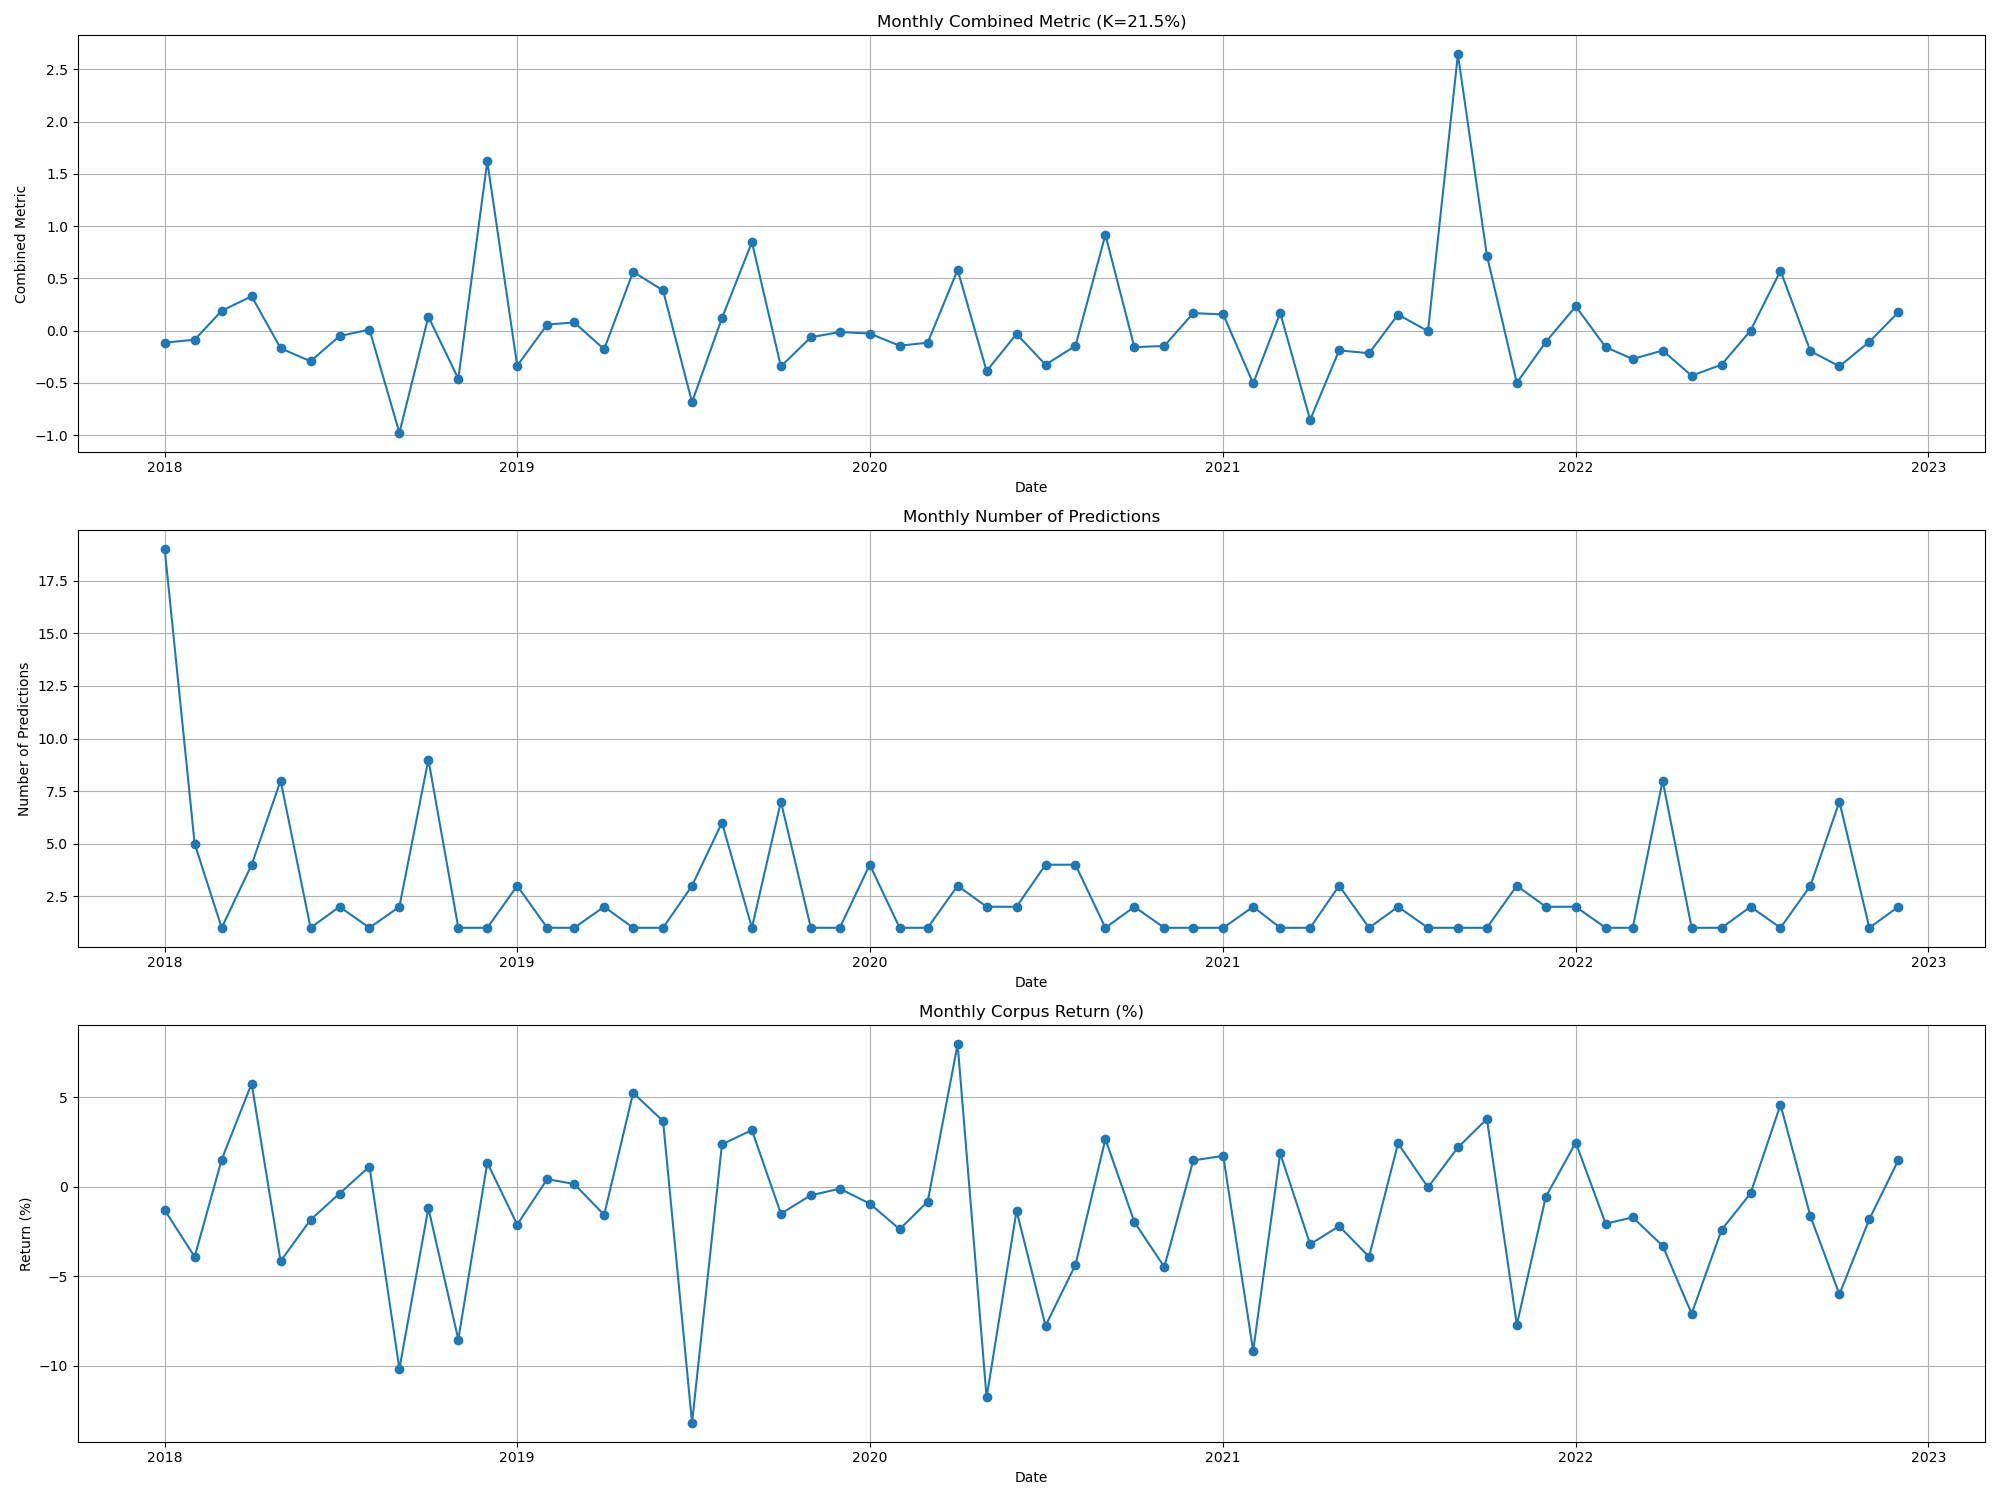 Monthly Combined Metric (K=21.5%)
2.5
2.0
1.5
1.0
0.5
0.0
−0.5
−1.0
Combined Metric
2018 2019 2020 2021 2022 2023
Date
Monthly Number of Predictions
17.5
15.0
12.5
10.0
7.5
5.0
2.5
Number of Predictions
2018 2019 2020 2021 2022 2023
Date
Monthly Corpus Return (%)
5
0
−5
−10
Return (%)
2018 2019 2020 2021 2022 2023
Date